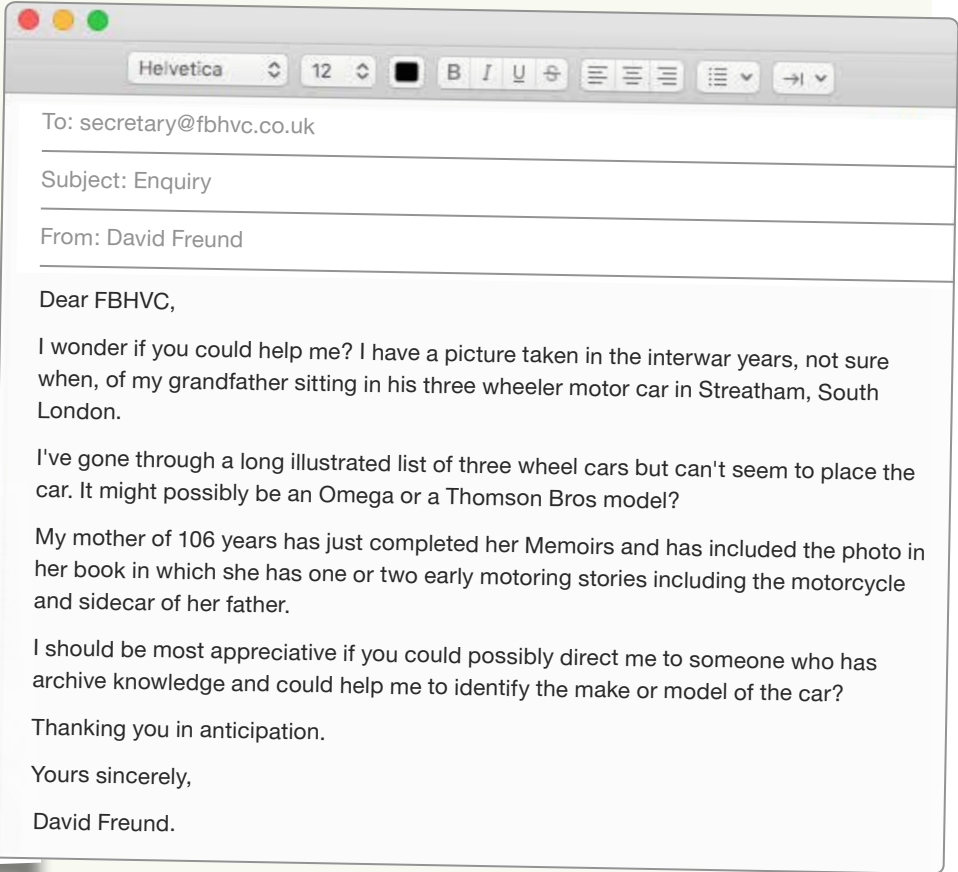 Helvetica 12 B I U S
To: secretary@fbhvc.co.uk
Subject: Enquiry
From: David Freund
Dear FBHVC,
I wonder if you could help me? I have a picture taken in the interwar years, not sure
when, of my grandfather sitting in his three wheeler motor car in Streatham, South
London.
I've gone through a long illustrated list of three wheel cars but can't seem to place the
car. It might possibly be an Omega or a Thomson Bros model?
My mother of 106 years has just completed her Memoirs and has included the photo in
her book in which she has one or two early motoring stories including the motorcycle
and sidecar of her father.
I should be most appreciative if you could possibly direct me to someone who has
archive knowledge and could help me to identify the make or model of the car?
Thanking you in anticipation.
Yours sincerely,
David Freund.